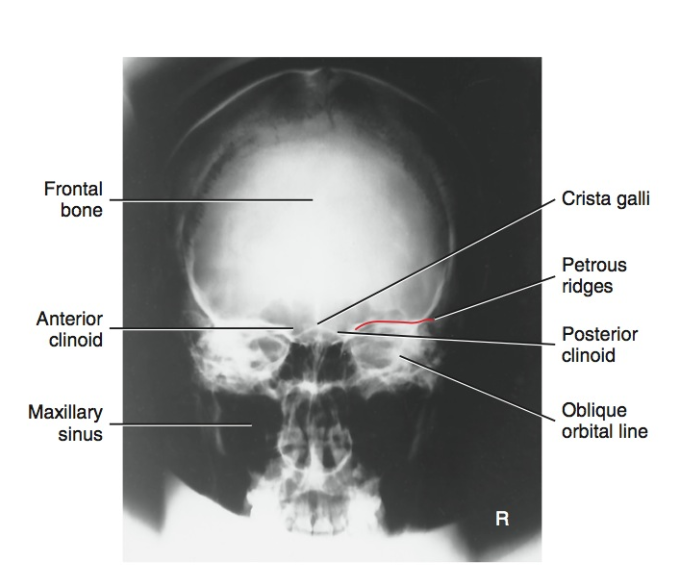 Frontal
bone
Anterior
clinoid
Maxillary
sinus
Crista galli
Petrous
ridges
Posterior
clinoid
Oblique
orbital line
R